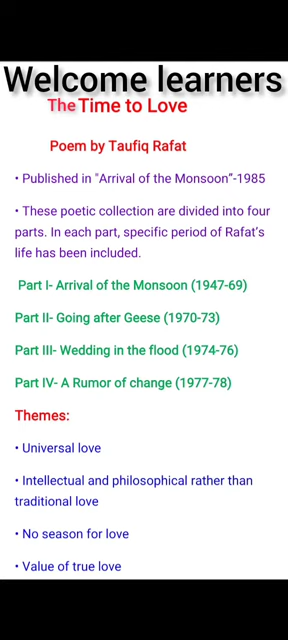 Welcome learners
The Time to Love
Poem by Taufiq Rafat
• Published in "Arrival of the Monsoon”-1985
• These poetic collection are divided into four
parts. In each part, specific period of Rafat’s
life has been included.
Part I- Arrival of the Monsoon (1947-69)
Part II- Going after Geese (1970-73)
Part III- Wedding in the flood (1974-76)
Part IV- A Rumor of change (1977-78)
Themes:
• Universal love
• Intellectual and philosophical rather than
traditional love
• No season for love
• Value of true love